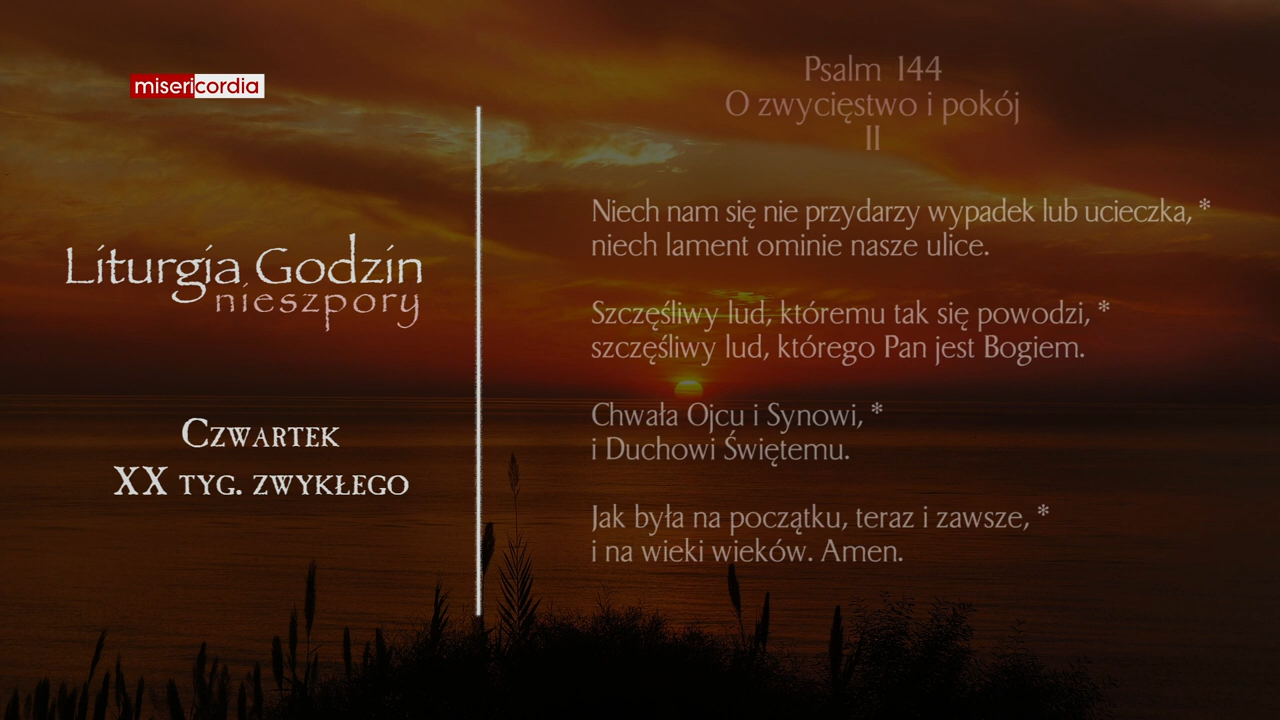 misericordia
Liturgia Godzin
nieszpory
Czwartek
XX tyg. zwykłego
Psalm 144
O zwycięstwo i pokój
II
Niech nam się nie przydarzy wypadek lub ucieczka, *
niech lament ominie nasze ulice.
Szczęśliwy lud, któremu tak się powodzi, *
szczęśliwy lud, którego Pan jest Bogiem.
Chwała Ojcu i Synowi, *
i Duchowi Świętemu.
Jak była na początku, teraz i zawsze, *
i na wieki wieków. Amen.